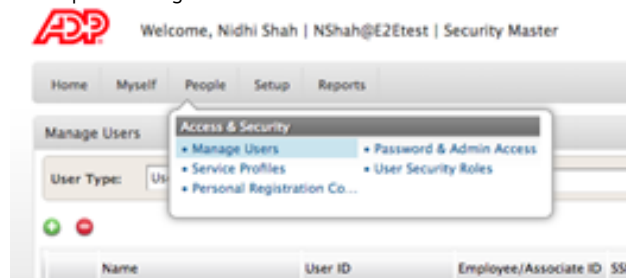 ADP
Welcome, Nidhi Shah | NShah@E2Etest | Security Master
Home Myself People Setup Reports
Manage Users
Access & Security
• Manage Users • Password & Admin Access
• Service Profiles • User Security Roles
• Personal Registration Co...
User Type: Us
Name User ID Employee/Associate ID SS